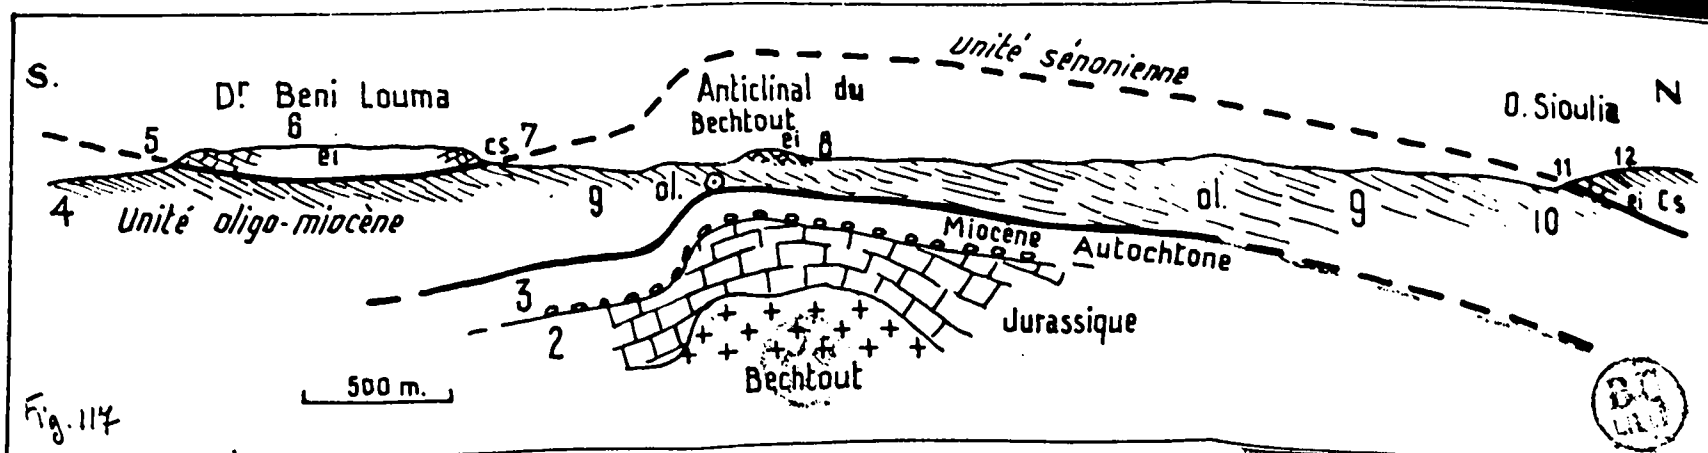 S.
Dr Beni Louma
Anticlinal du
Bechtout
unité sénonienne
O. Sioulia
N
5
6
ei
cs
7
ei
8
11
12
ei
cs
4
Unité oligo-miocène
9
ol.
ol.
9
10
Miocène Autochtone
3
2
Jurassique
Bechtout
500 m.
Fig. 117